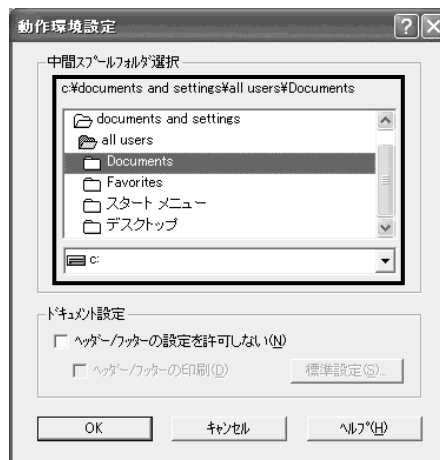 動作環境設定
中間ｽﾌﾟｰﾙﾌｫﾙﾀﾞ選択
c:¥documents and settings¥all users¥Documents
documents and settings
all users
Documents
Favorites
スタート メニュー
デスクトップ
c:
ﾄﾞｷｭﾒﾝﾄ設定
ﾍｯﾀﾞｰ/ﾌｯﾀｰの設定を許可しない(N)
ﾍｯﾀﾞｰ/ﾌｯﾀｰの印刷(D)
標準設定(S)...
OK
ｷｬﾝｾﾙ
ﾍﾙﾌﾟ(H)